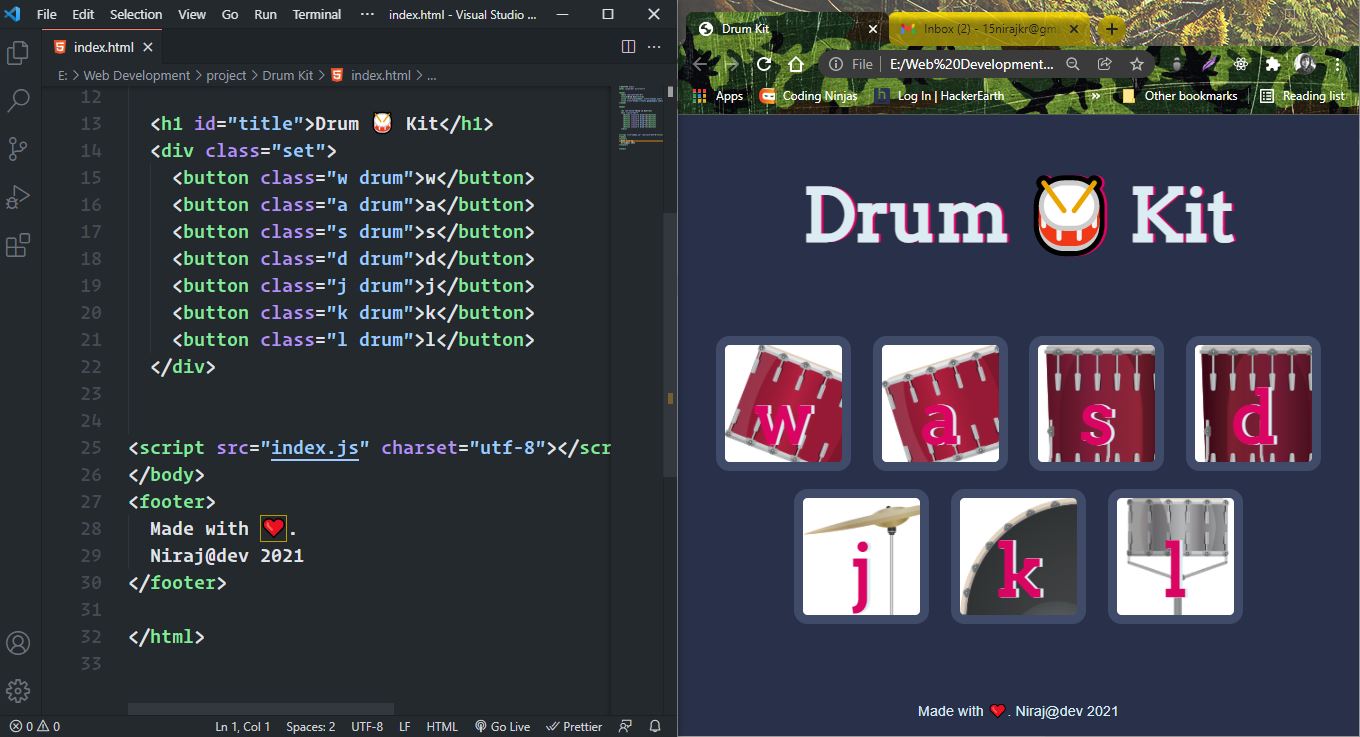 File Edit Selection View Go Run Terminal ··· index.html - Visual Studio ...
index.html
E: > Web Development > project > Drum Kit > index.html > ...
12
13 <h1 id="title">Drum 🥁 Kit</h1>
14 <div class="set">
15 <button class="w drum">w</button>
16 <button class="a drum">a</button>
17 <button class="s drum">s</button>
18 <button class="d drum">d</button>
19 <button class="j drum">j</button>
20 <button class="k drum">k</button>
21 <button class="l drum">l</button>
22 </div>
23
24
25 <script src="index.js" charset="utf-8"></scr
26 </body>
27 <footer>
28 Made with ❤️.
29 Niraj@dev 2021
30 </footer>
31
32 </html>
33
0 0 Ln 1, Col 1 Spaces: 2 UTF-8 LF HTML Go Live Prettier
Drum Kit Inbox (2) - 15nirajkr@gm
File E:/Web%20Development...
Apps Coding Ninjas h Log In | HackerEarth » Other bookmarks Reading list
Drum 🥁 Kit
w a s d
j k l
Made with ❤️. Niraj@dev 2021